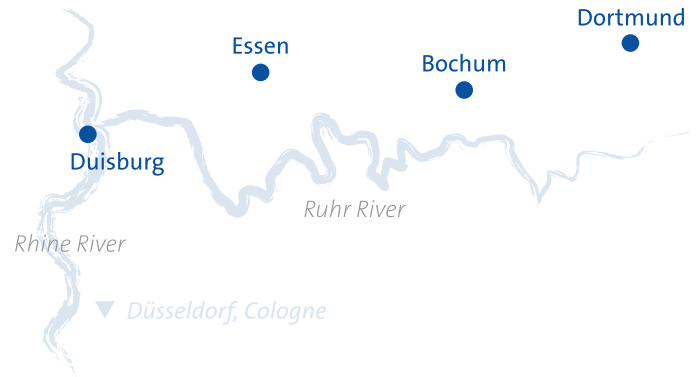 Dortmund
Essen
Bochum
Duisburg
Ruhr River
Rhine River
Düsseldorf, Cologne